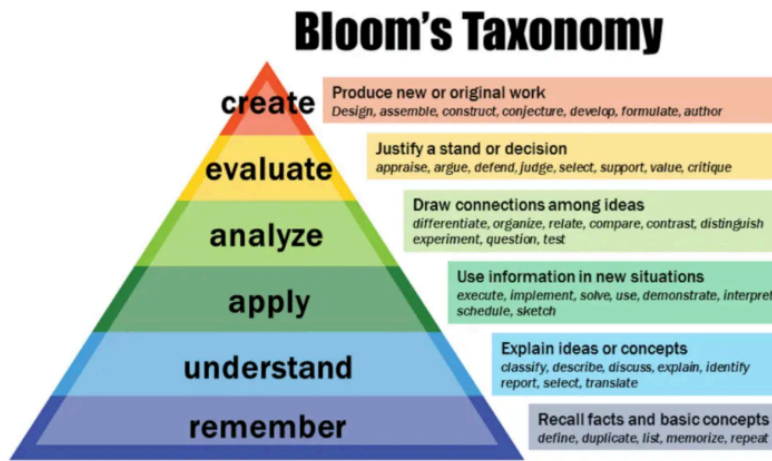 Bloom's Taxonomy
create
Produce new or original work
Design, assemble, construct, conjecture, develop, formulate, author
evaluate
Justify a stand or decision
appraise, argue, defend, judge, select, support, value, critique
analyze
Draw connections among ideas
differentiate, organize, relate, compare, contrast, distinguish
experiment, question, test
apply
Use information in new situations
execute, implement, solve, use, demonstrate, interpret
schedule, sketch
understand
Explain ideas or concepts
classify, describe, discuss, explain, identify
report, select, translate
remember
Recall facts and basic concepts
define, duplicate, list, memorize, repeat